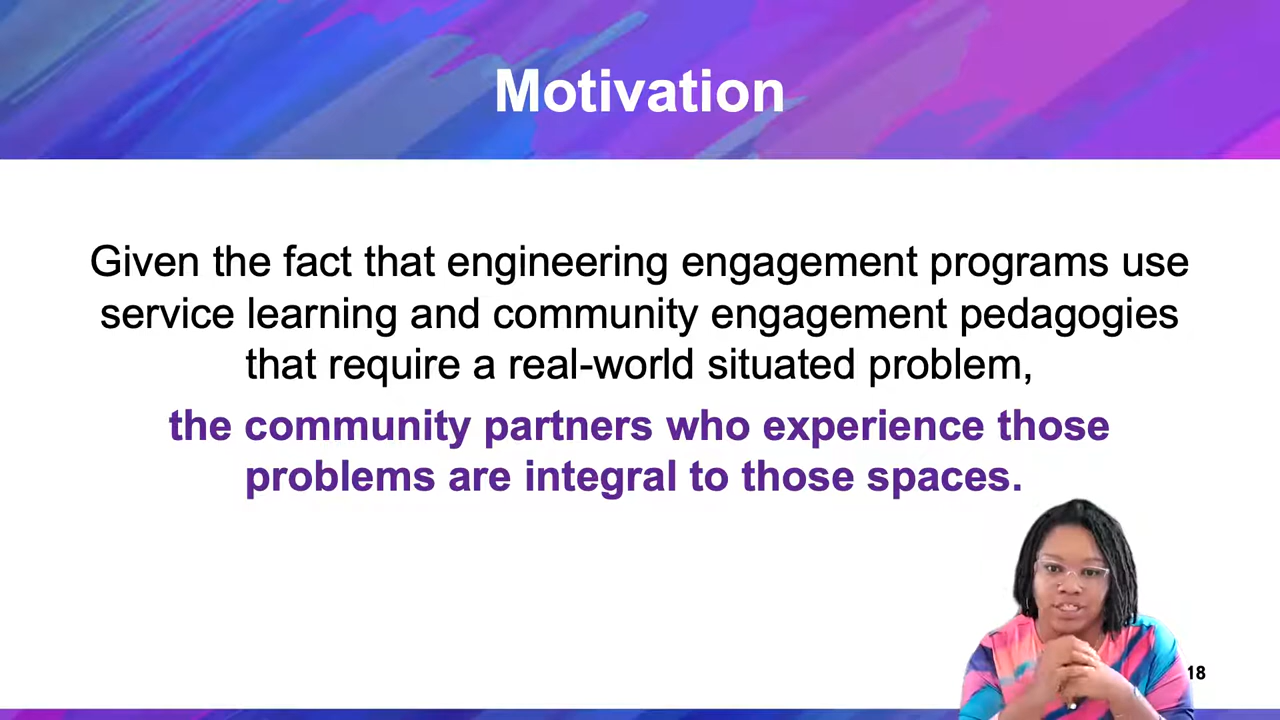 Motivation
Given the fact that engineering engagement programs use
service learning and community engagement pedagogies
that require a real-world situated problem,
the community partners who experience those
problems are integral to those spaces.
18